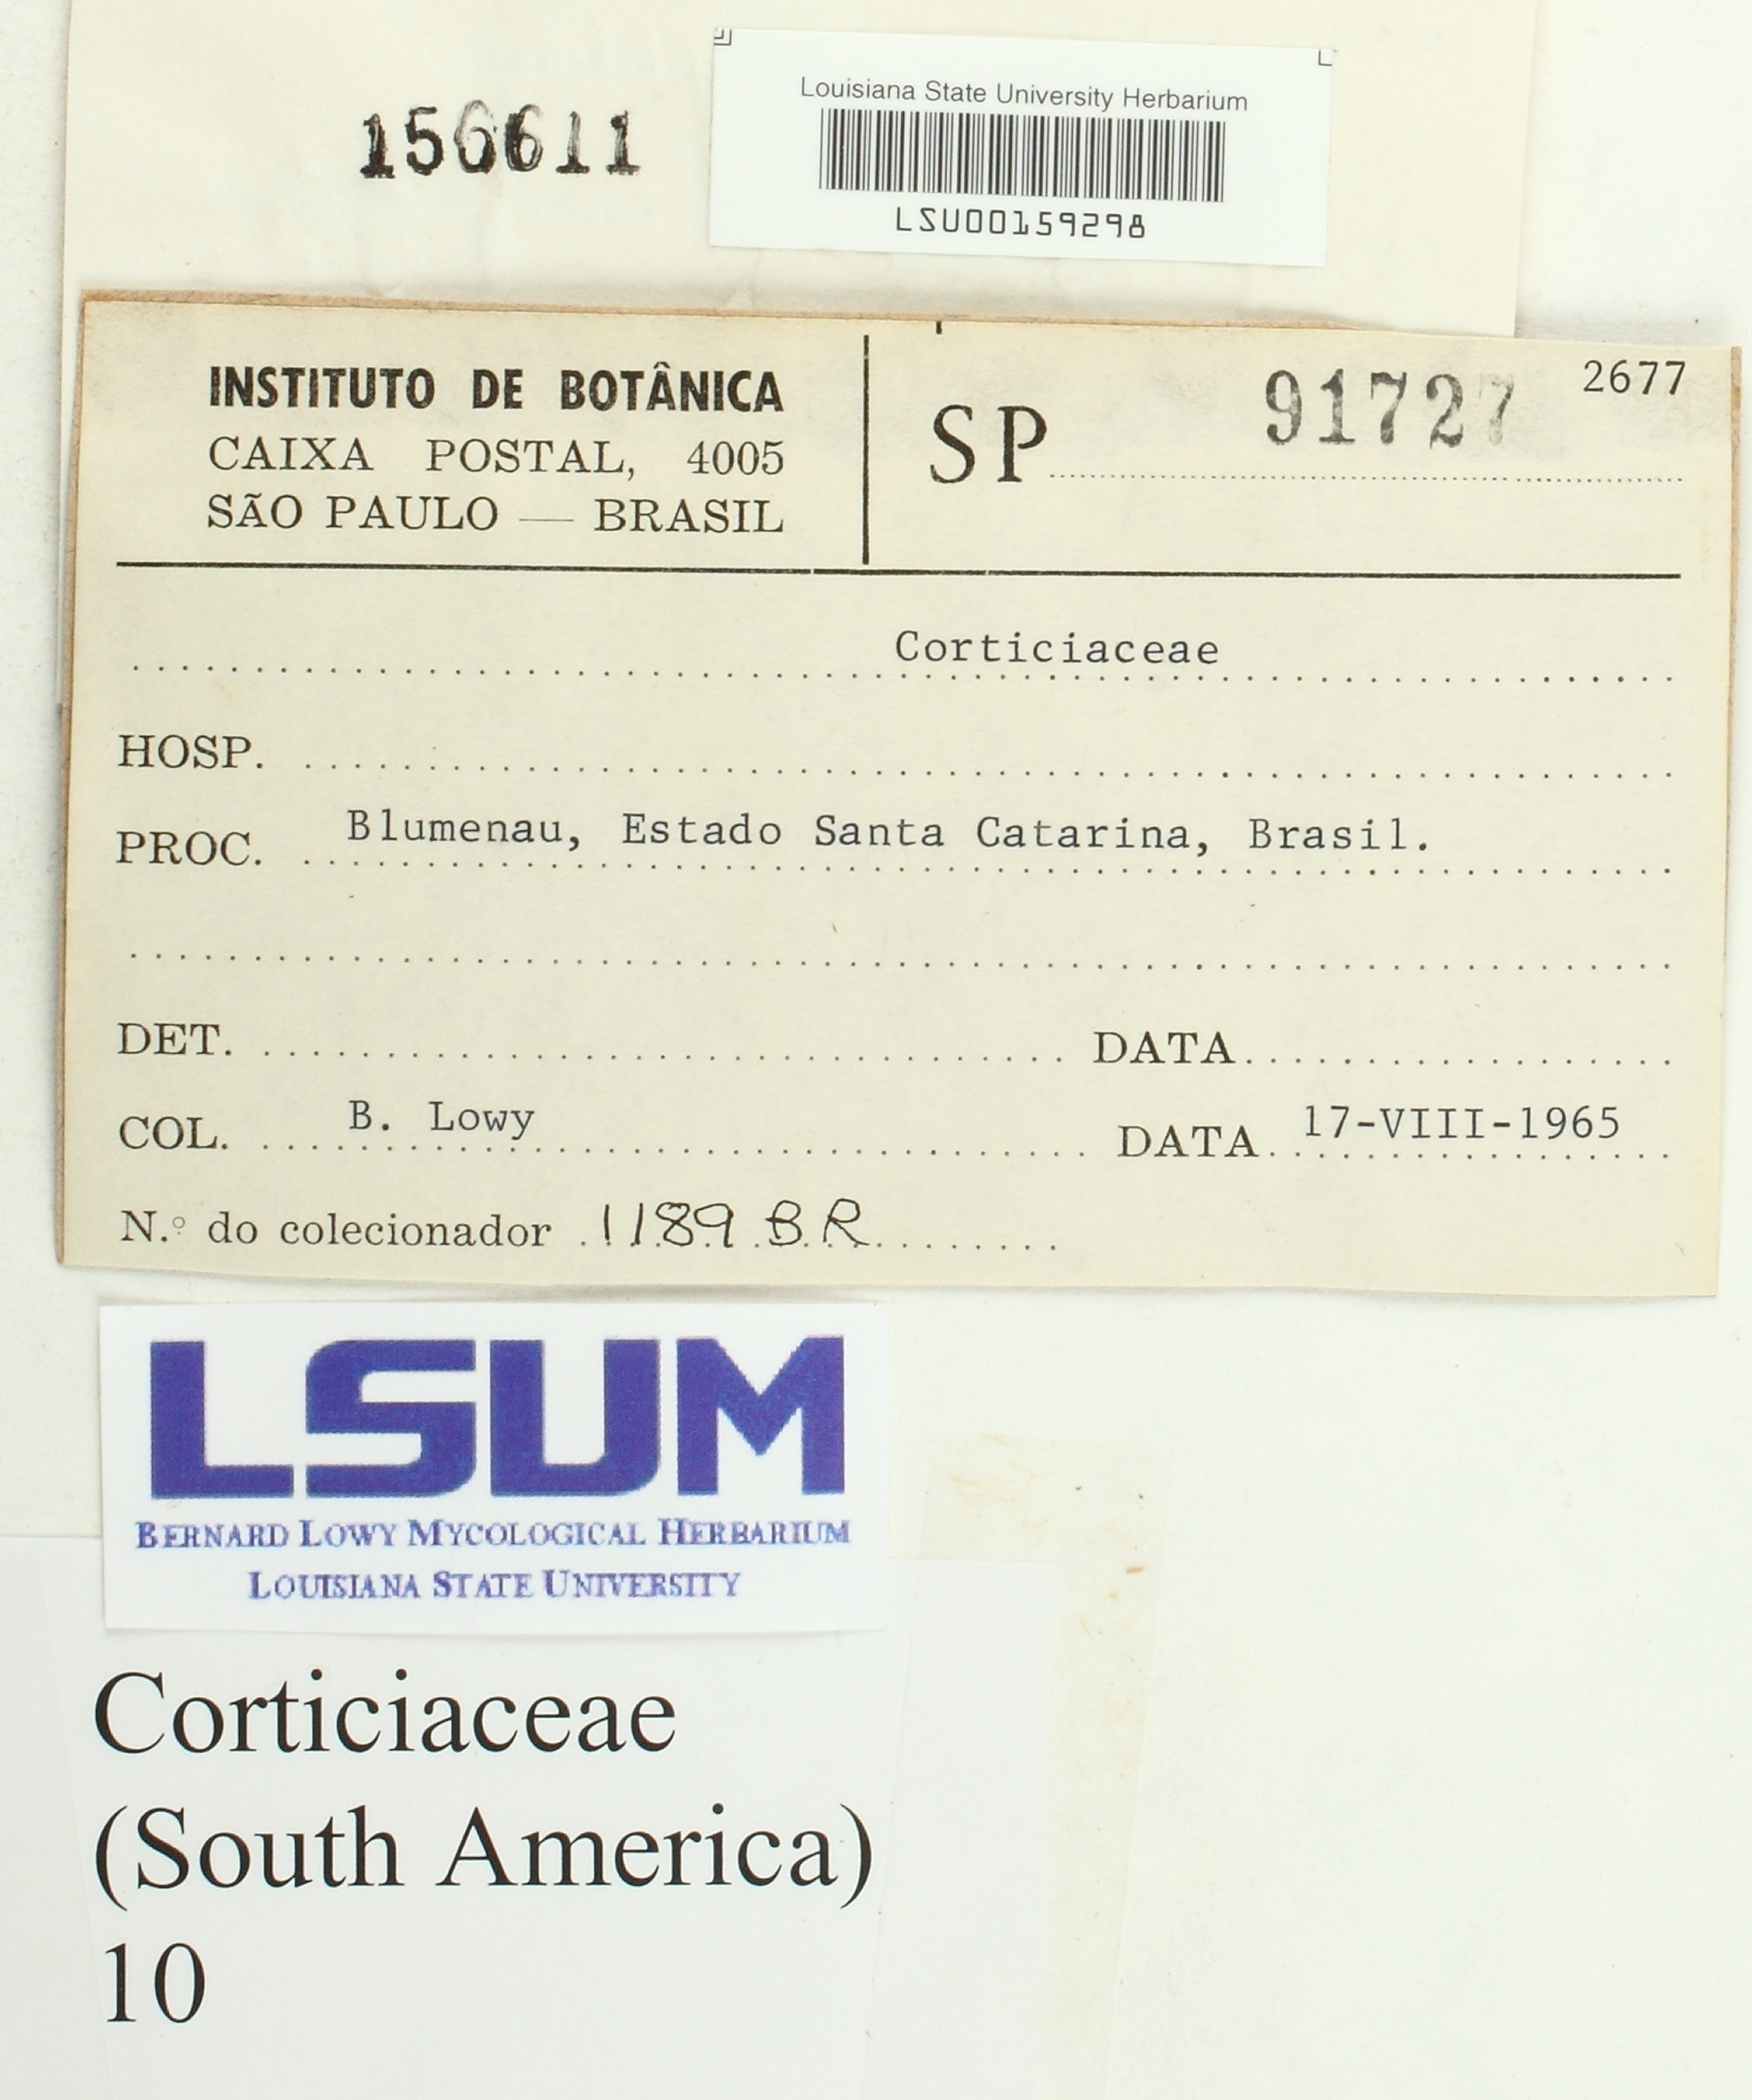 156611
Louisiana State University Herbarium
LSU00159298
INSTITUTO DE BOTÂNICA
CAIXA POSTAL, 4005
SÃO PAULO — BRASIL
SP 91727 2677
Corticiaceae
HOSP.
PROC. Blumenau, Estado Santa Catarina, Brasil.
DET. DATA
COL. B. Lowy DATA 17-VIII-1965
N.º do colecionador 1189 BR
LSUM
BERNARD LOWY MYCOLOGICAL HERBARIUM
LOUISIANA STATE UNIVERSITY
Corticiaceae
(South America)
10